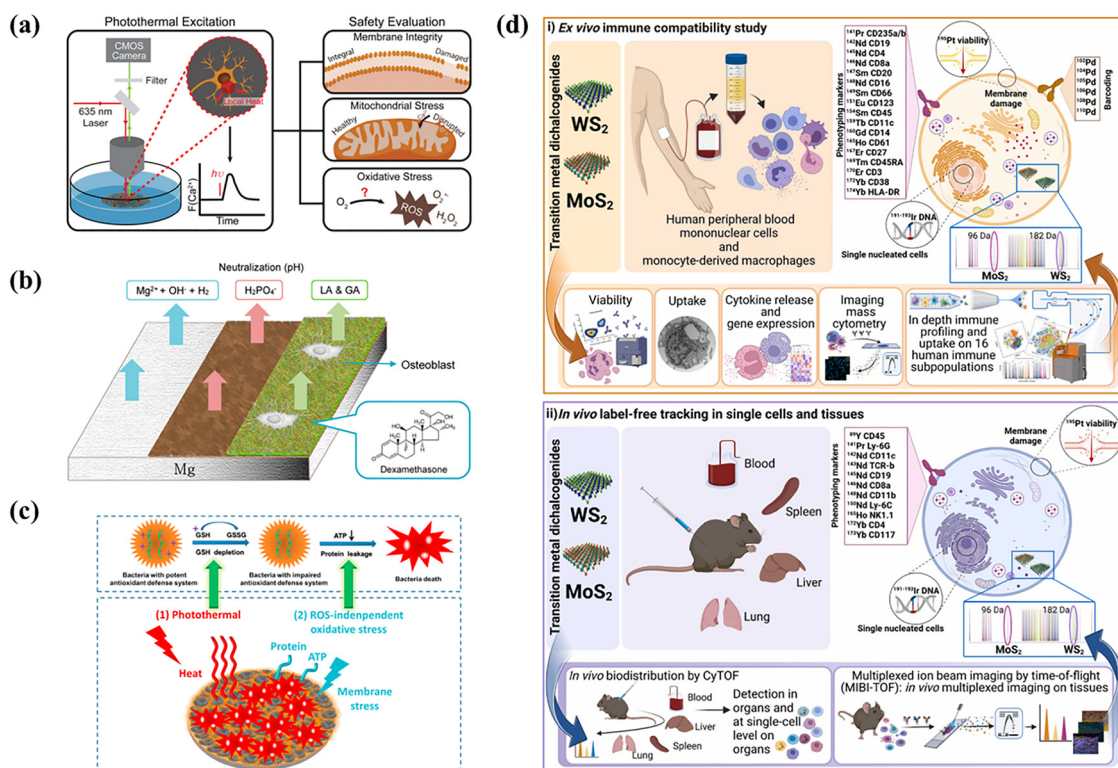 (a)
Photothermal Excitation
CMOS
Camera
Filter
635 nm
Laser
Local Heat
hυ
F(Ca²⁺)
Time
Safety Evaluation
Membrane Integrity
Integral
Damaged
Mitochondrial Stress
Healthy
or
Disrupted
Oxidative Stress
?
O₂
ROS
O₂⁻
H₂O₂
(b)
Neutralization (pH)
Mg²⁺ + OH⁻ + H₂
H₂PO₄⁻
LA & GA
Osteoblast
Mg
Dexamethasone
(c)
GSH
GSSG
GSH depletion
ATP
Protein leakage
Bacteria with potent
antioxidant defense system
Bacteria with impaired
antioxidant defense system
Bacteria death
(1) Photothermal
(2) ROS-indenpendent
oxidative stress
Heat
Protein
ATP
Membrane
stress
(d)
i) Ex vivo immune compatibility study
Transition metal dichalcogenides
WS₂
MoS₂
Human peripheral blood
mononuclear cells
and
monocyte-derived macrophages
Phenotyping markers
¹⁴¹Pr CD235a/b
¹⁴²Nd CD19
¹⁴⁵Nd CD4
¹⁴⁶Nd CD8a
¹⁴⁷Sm CD20
¹⁴⁸Nd CD16
¹⁴⁹Sm CD66
¹⁵¹Eu CD123
¹⁵⁴Sm CD45
¹⁵⁹Tb CD11c
¹⁶⁰Gd CD14
¹⁶⁵Ho CD61
¹⁶⁷Er CD27
¹⁶⁹Tm CD45RA
¹⁷⁰Er CD3
¹⁷²Yb CD38
¹⁷⁴Yb HLA-DR
¹⁹⁵Pt viability
Membrane
damage
¹⁰²Pd
¹⁰⁴Pd
¹⁰⁵Pd
¹⁰⁶Pd
¹⁰⁸Pd
¹¹⁰Pd
Barcoding
¹⁹¹⁻¹⁹³Ir DNA
Single nucleated cells
96 Da
182 Da
MoS₂
WS₂
Viability
Uptake
Cytokine release
and
gene expression
Imaging
mass
cytometry
In depth immune
profiling and
uptake on 16
human immune
subpopulations
ii) In vivo label-free tracking in single cells and tissues
Transition metal dichalcogenides
WS₂
MoS₂
Blood
Spleen
Liver
Lung
Phenotyping markers
⁸⁹Y CD45
¹⁴¹Pr Ly-6G
¹⁴²Nd CD11c
¹⁴³Nd TCR-b
¹⁴⁵Nd CD19
¹⁴⁶Nd CD8a
¹⁴⁸Nd CD11b
¹⁵⁰Nd Ly-6C
¹⁶⁵Ho NK1.1
¹⁷²Yb CD4
¹⁷³Yb CD117
Membrane
damage
¹⁹⁵Pt viability
¹⁹¹⁻¹⁹³Ir DNA
Single nucleated cells
96 Da
182 Da
MoS₂
WS₂
In vivo biodistribution by CyTOF
Blood
Liver
Spleen
Lung
Detection in
organs and
at single-cell
level on
organs
Multiplexed ion beam imaging by time-of-flight
(MIBI-TOF): in vivo multiplexed imaging on tissues